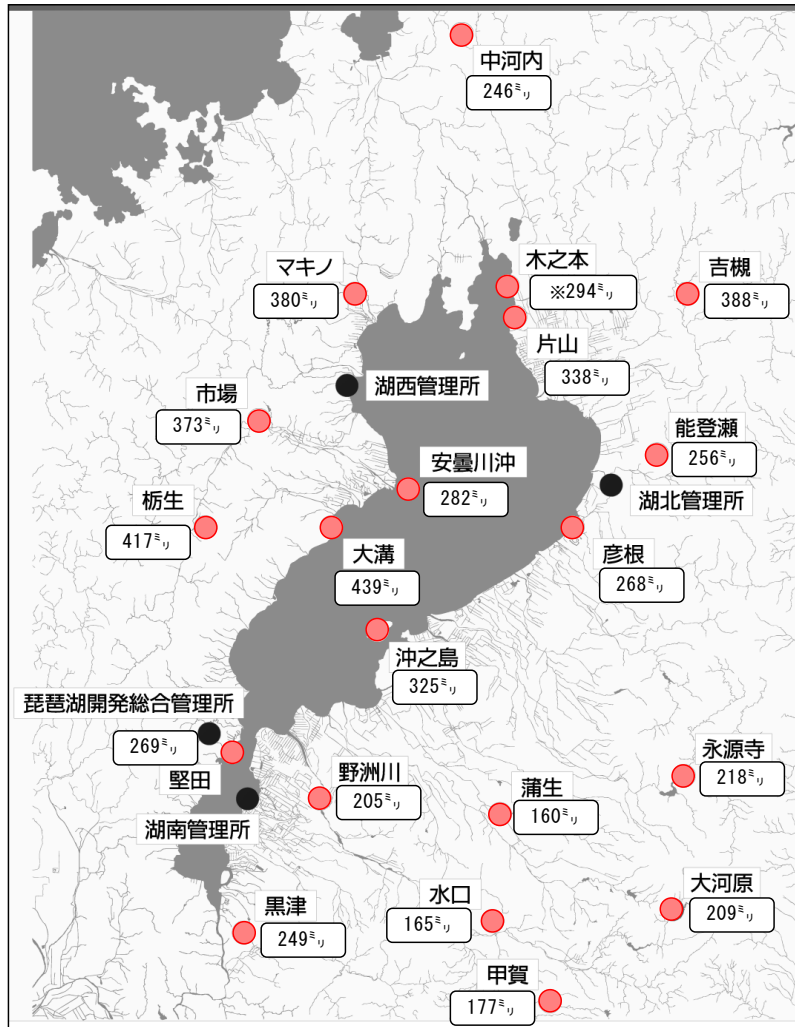 中河内
246ミリ
マキノ
380ミリ
木之本
※294ミリ
吉槻
388ミリ
片山
338ミリ
湖西管理所
市場
373ミリ
能登瀬
256ミリ
安曇川沖
282ミリ
湖北管理所
栃生
417ミリ
大溝
439ミリ
彦根
268ミリ
沖之島
325ミリ
琵琶湖開発総合管理所
269ミリ
堅田
湖南管理所
野洲川
205ミリ
蒲生
160ミリ
永源寺
218ミリ
黒津
249ミリ
水口
165ミリ
大河原
209ミリ
甲賀
177ミリ